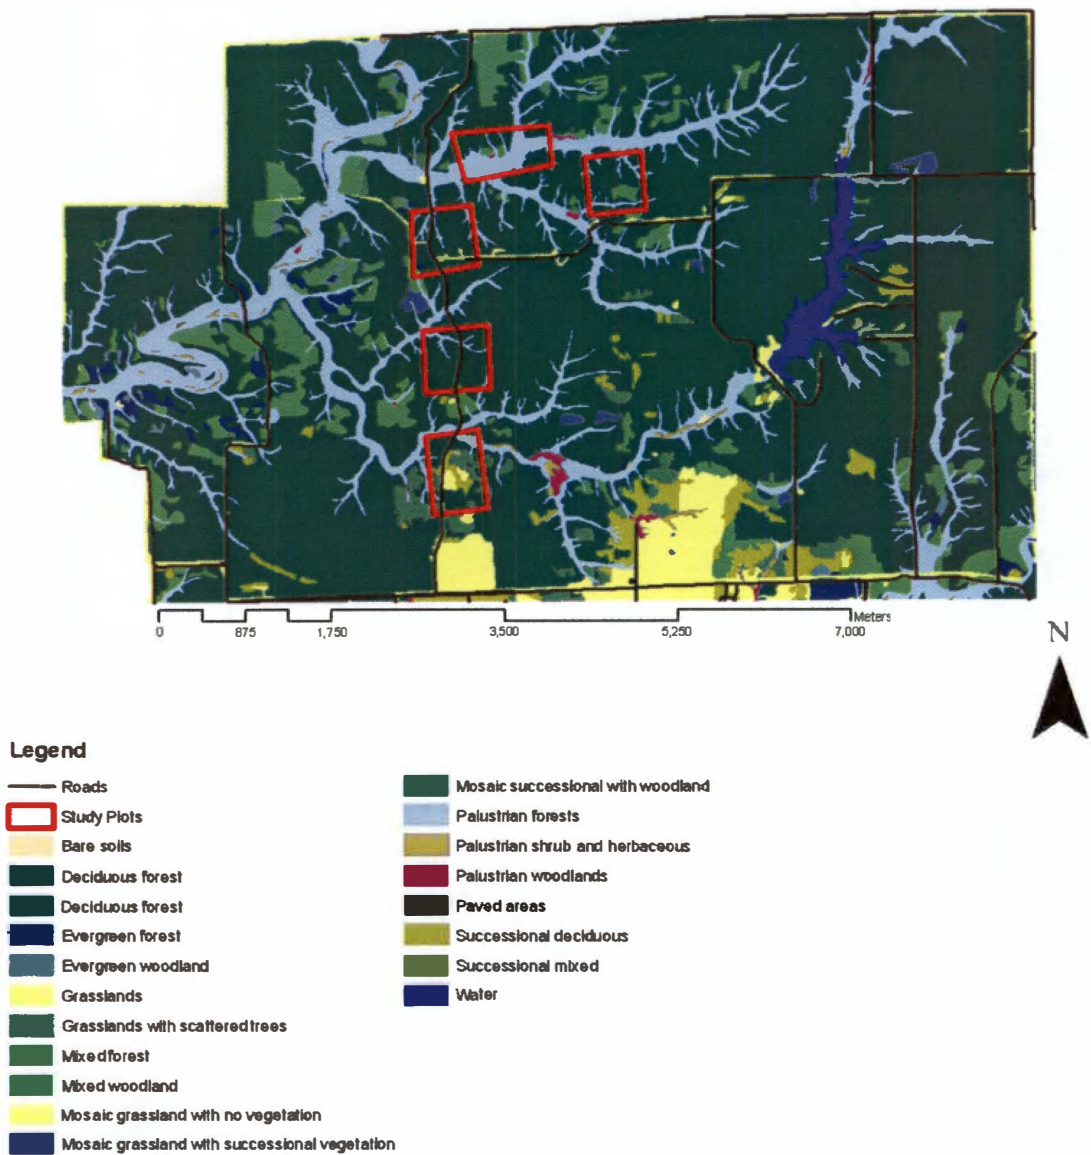 0 875 1,750 3,500 5,250 7,000 Meters
N
Legend
Roads
Study Plots
Bare soils
Deciduous forest
Deciduous forest
Evergreen forest
Evergreen woodland
Grasslands
Grasslands with scattered trees
Mixed forest
Mixed woodland
Mosaic grassland with no vegetation
Mosaic grassland with successional vegetation
Mosaic successional with woodland
Palustrian forests
Palustrian shrub and herbaceous
Palustrian woodlands
Paved areas
Successional deciduous
Successional mixed
Water